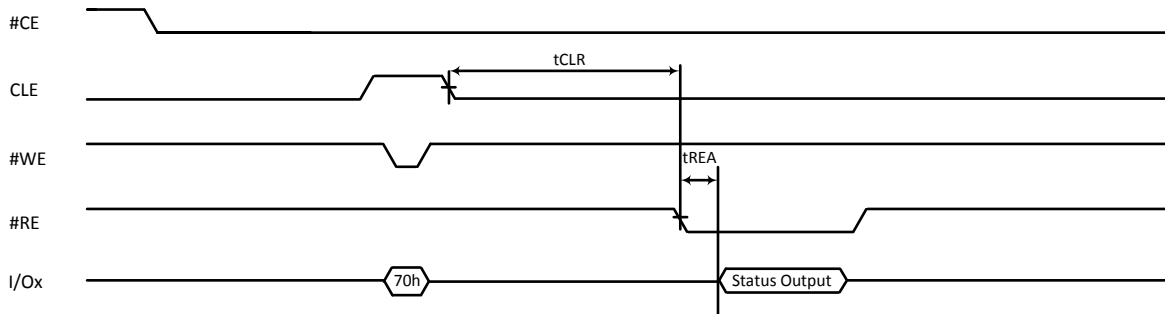 #CE
tCLR
CLE
#WE
tREA
#RE
I/Ox
70h
Status Output